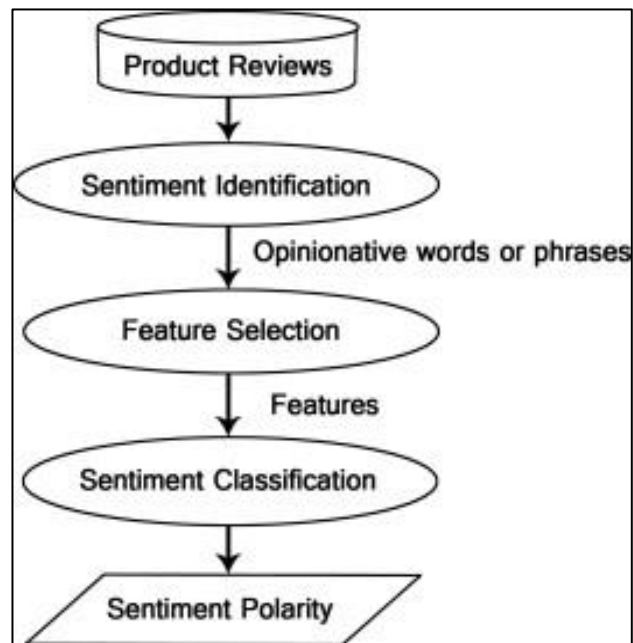 Product Reviews
Sentiment Identification
Opinionative words or phrases
Feature Selection
Features
Sentiment Classification
Sentiment Polarity